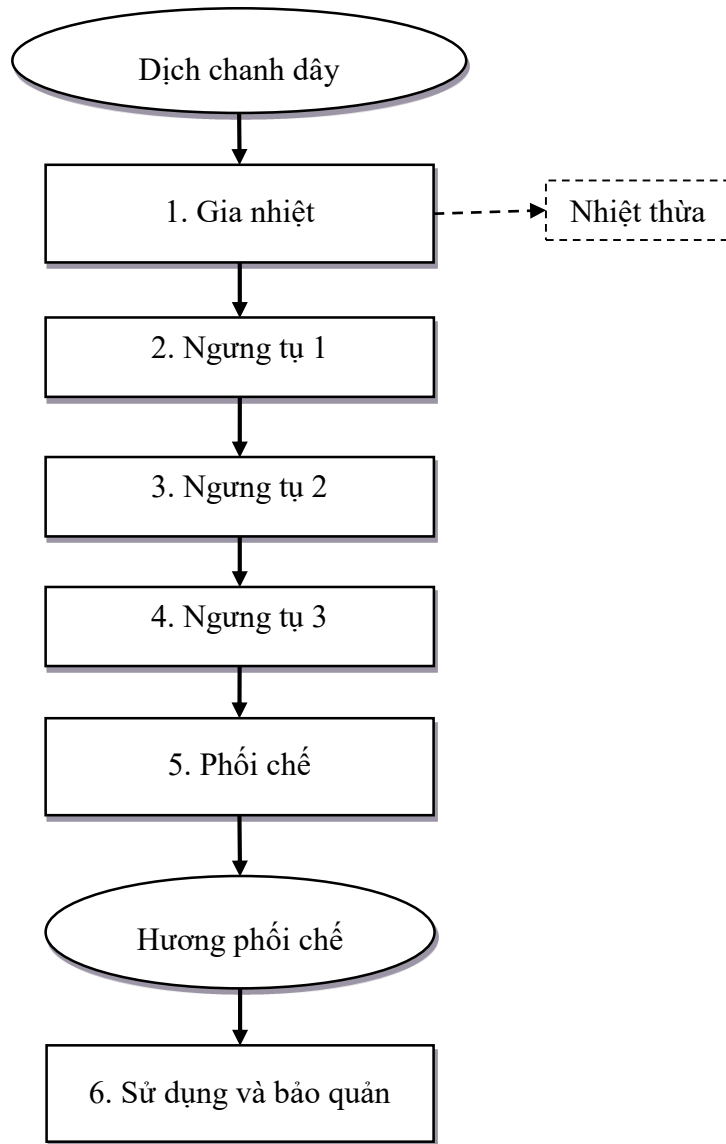 Dịch chanh dây
1. Gia nhiệt
Nhiệt thừa
2. Ngưng tụ 1
3. Ngưng tụ 2
4. Ngưng tụ 3
5. Phối chế
Hương phối chế
6. Sử dụng và bảo quản